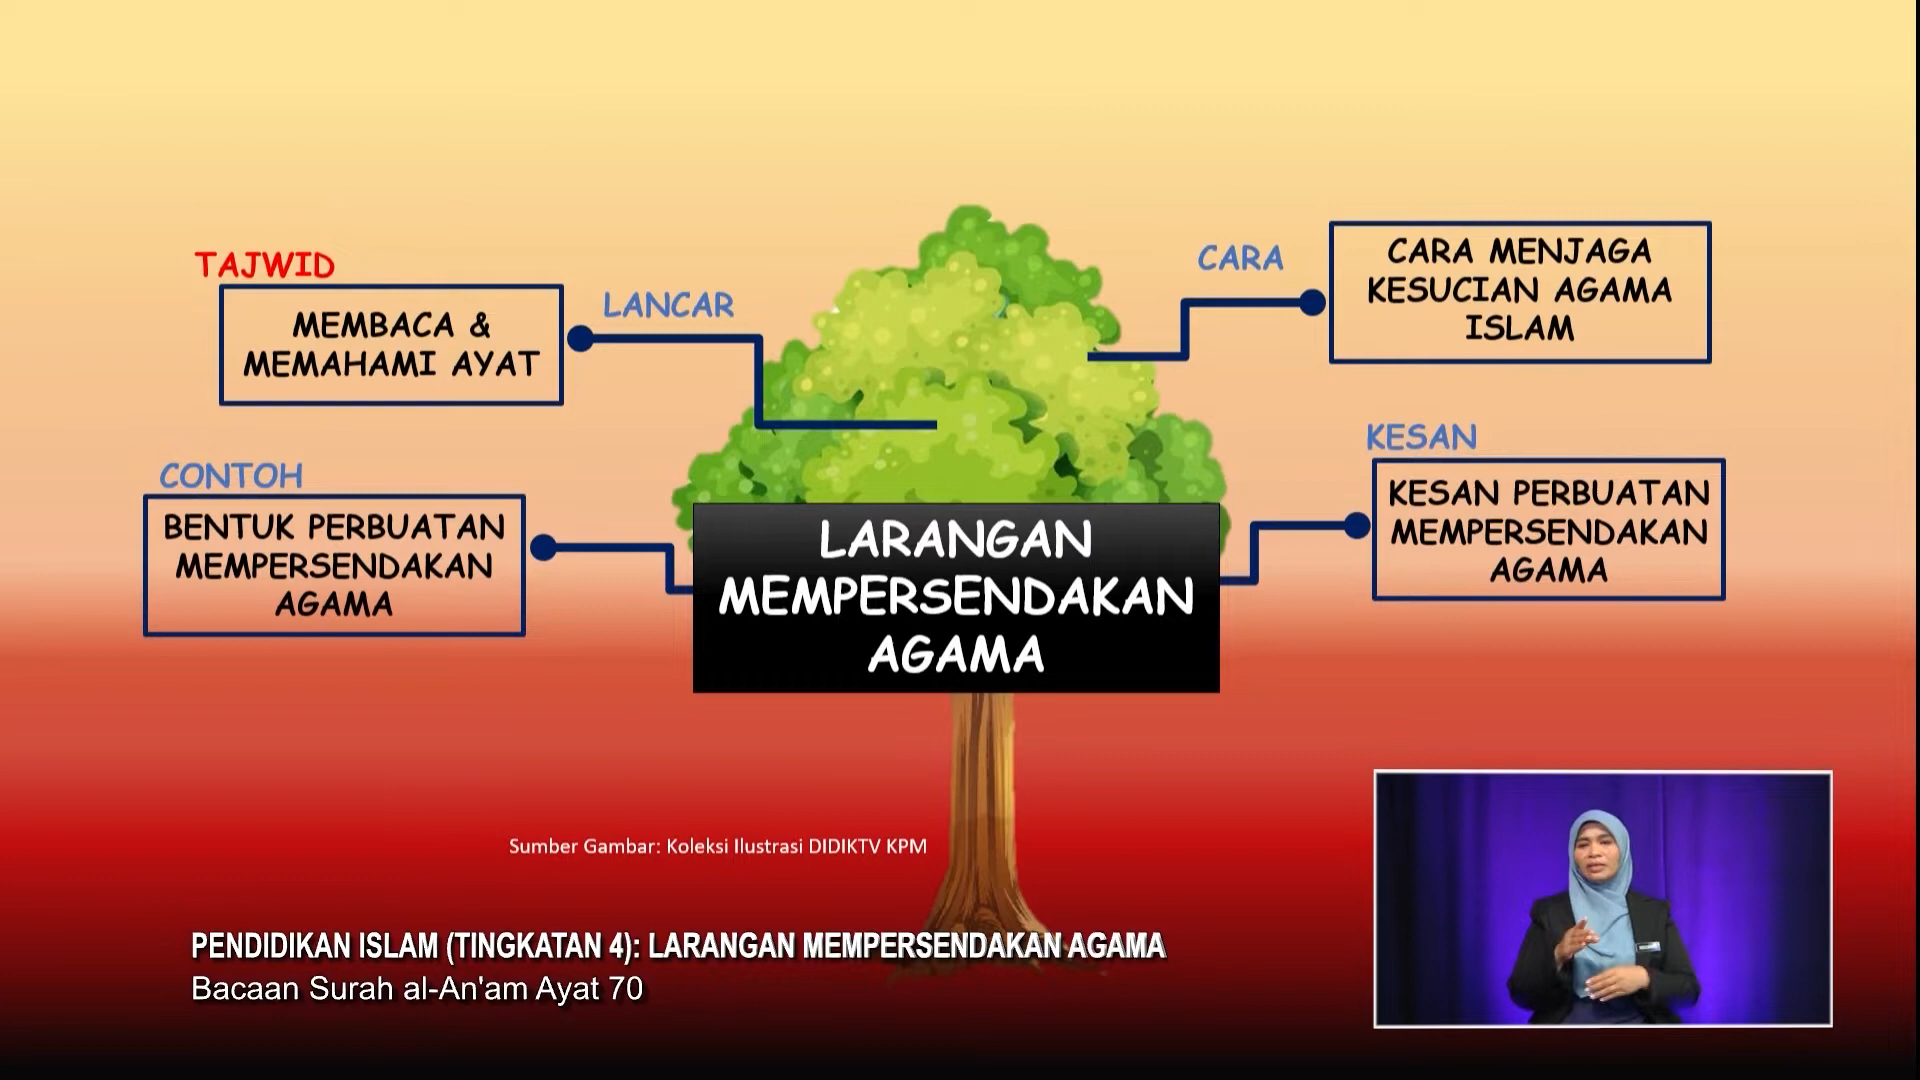 TAJWID
MEMBACA &
MEMAHAMI AYAT
LANCAR
CARA
CARA MENJAGA
KESUCIAN AGAMA
ISLAM
CONTOH
BENTUK PERBUATAN
MEMPERSENDAKAN
AGAMA
KESAN
KESAN PERBUATAN
MEMPERSENDAKAN
AGAMA
LARANGAN
MEMPERSENDAKAN
AGAMA
Sumber Gambar: Koleksi Ilustrasi DIDIKTV KPM
PENDIDIKAN ISLAM (TINGKATAN 4): LARANGAN MEMPERSENDAKAN AGAMA
Bacaan Surah al-An'am Ayat 70